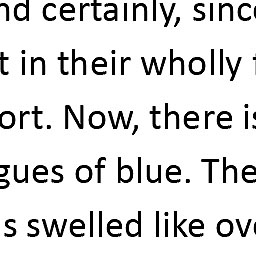 nd certainly, since
t in their wholly f
ort. Now, there is
gues of blue. The
s swelled like ove